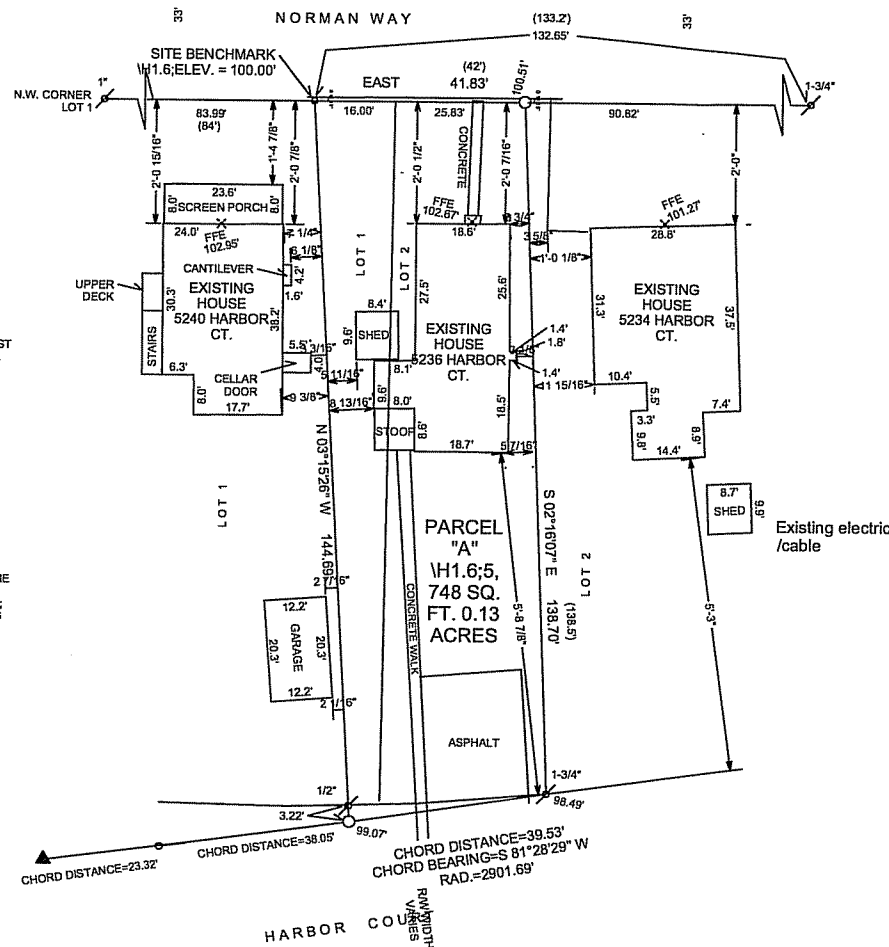 33'
NORMAN WAY
(133.2')
132.65'
33'
SITE BENCHMARK
\H1.6;ELEV. = 100.00'
(42')
EAST 41.83'
100.51'
1-3/4"
N.W. CORNER
LOT 1
1"
83.99'
(84')
16.00'
25.83'
90.82'
2'-0 15/16"
1'-4 7/8"
2'-0 7/8"
2'-0 1/2"
CONCRETE
2'-0 7/16"
2'-0"
23.6'
8.0'
SCREEN PORCH
8.0'
24.0'
FFE
102.95'
FFE
102.67'
18.6'
FFE
101.27'
28.8'
7 1/4"
6 1/8"
3/4"
3 5/8"
1'-0 1/8"
LOT 1
LOT 2
CANTILEVER
4.2'
1.6'
UPPER
DECK
EXISTING
HOUSE
5240 HARBOR
CT.
30.3'
38.2'
STAIRS
27.5'
25.6'
31.3'
37.5'
EXISTING
HOUSE
5234 HARBOR
CT.
8.4'
9.6'
SHED
EXISTING
HOUSE
5236 HARBOR
CT.
1.4'
1.8'
1.4'
ST
5.5'
3/16"
4.0'
CELLAR
DOOR
6.3'
8.0'
17.7'
5 11/16"
8 13/16"
9 3/8"
8.1'
9.6'
8.0'
STOOP
8.6'
18.5'
18.7'
5 7/16"
1 15/16"
10.4'
5.5'
3.3'
9.8'
14.4'
8.9'
7.4'
8.7'
SHED
9.9'
Existing electric
/cable
LOT 1
N 03°15'26" W 144.69'
PARCEL
"A"
\H1.6;5,
748 SQ.
FT. 0.13
ACRES
S 02°16'07" E 138.70'
(138.5')
LOT 2
5'-8 7/8"
5'-3"
RE
2 7/16"
12.2'
20.3'
GARAGE
20.3'
12.2'
2 1/16"
CONCRETE WALK
ASPHALT
1/2"
3.22'
99.07'
1-3/4"
98.49'
CHORD DISTANCE=23.32'
CHORD DISTANCE=38.05'
CHORD DISTANCE=39.53'
CHORD BEARING=S 81°28'29" W
RAD.=2901.69'
HARBOR COURT
R/W WIDTH
VARIES